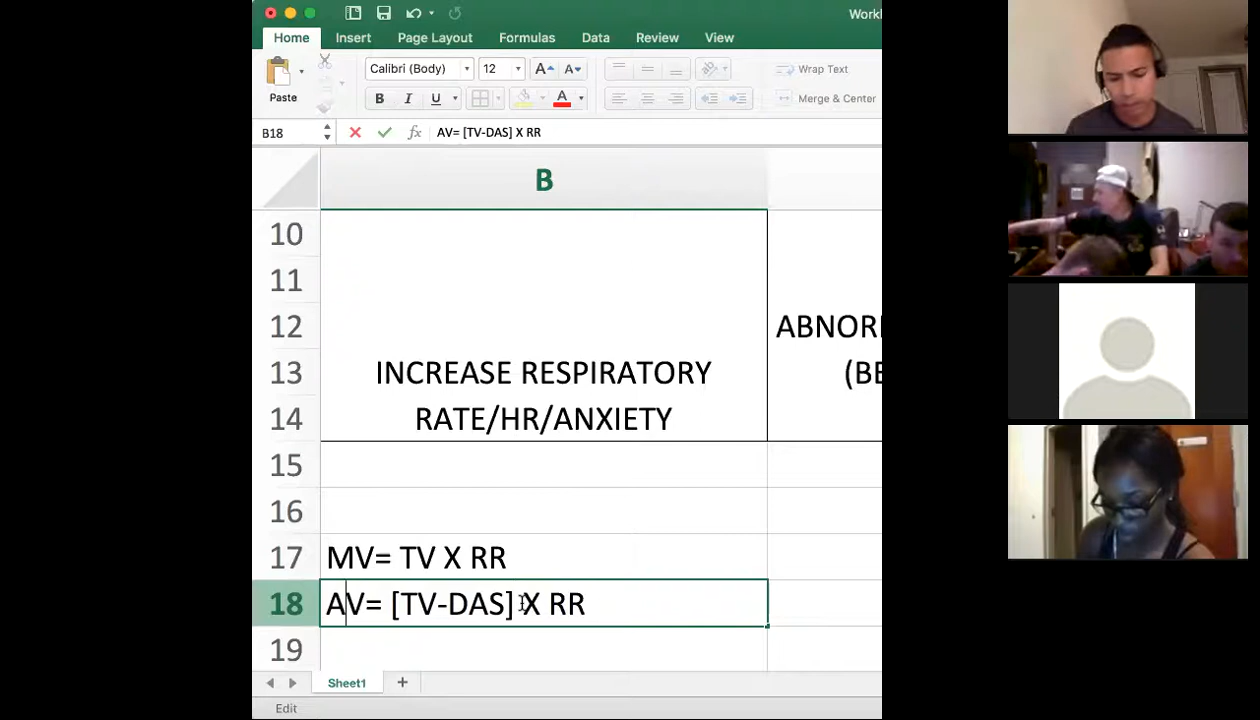 Workl
Home Insert Page Layout Formulas Data Review View
Calibri (Body) 12 A A Wrap Text
Paste B I U A Merge & Center
B18 fx AV= [TV-DAS] X RR
B
10
11
12 ABNORI
13 INCREASE RESPIRATORY (BE
14 RATE/HR/ANXIETY
15
16
17 MV= TV X RR
18 AV= [TV-DAS] X RR
19
Sheet1
Edit